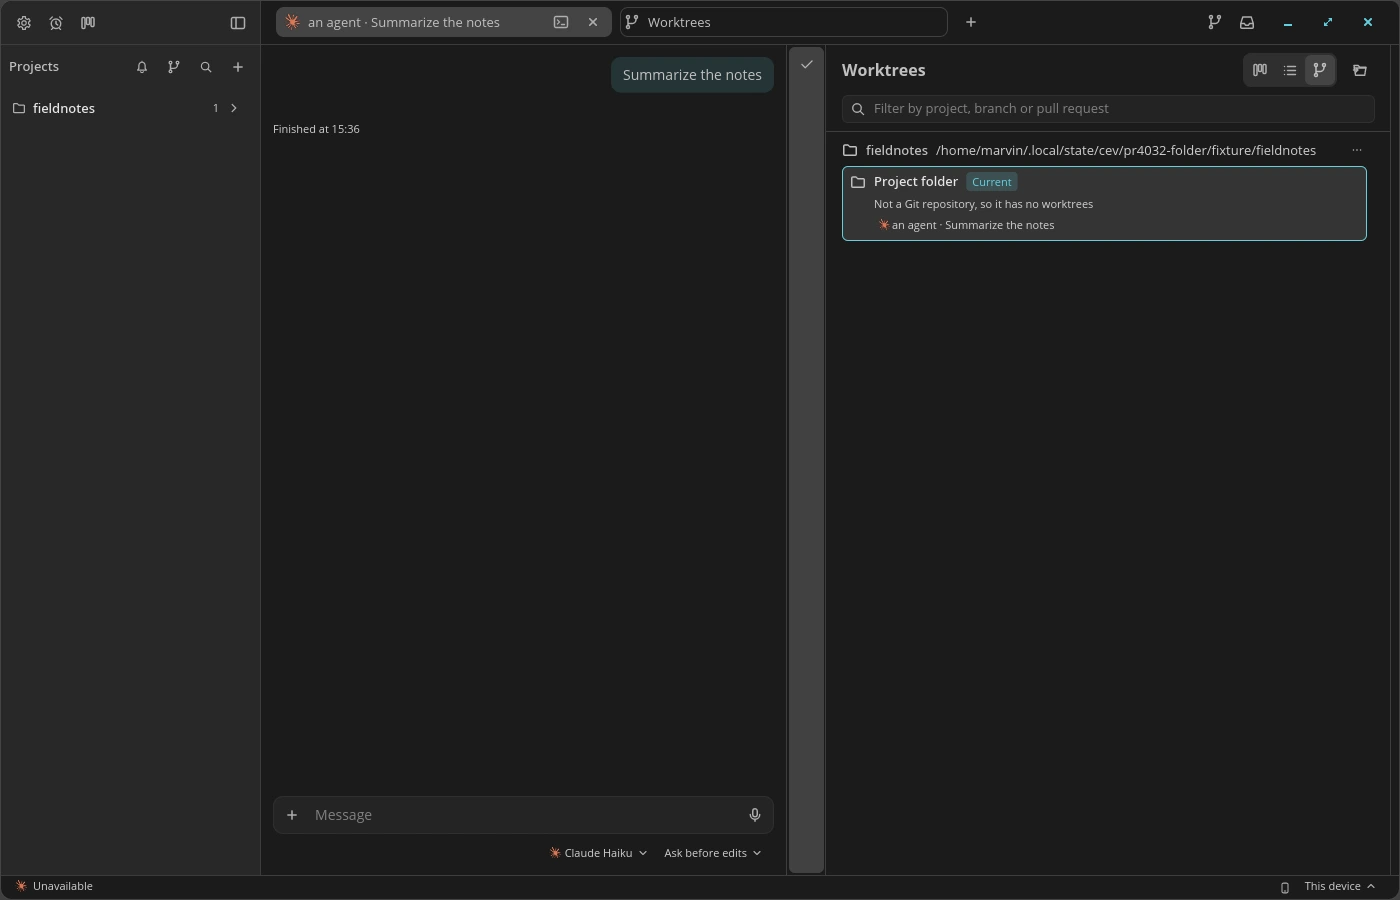 an agent · Summarize the notes
Worktrees
Projects
fieldnotes
1
Summarize the notes
Finished at 15:36
Message
Claude Haiku
Ask before edits
Worktrees
Filter by project, branch or pull request
fieldnotes /home/marvin/.local/state/cev/pr4032-folder/fixture/fieldnotes
Project folder Current
Not a Git repository, so it has no worktrees
an agent · Summarize the notes
Unavailable
This device